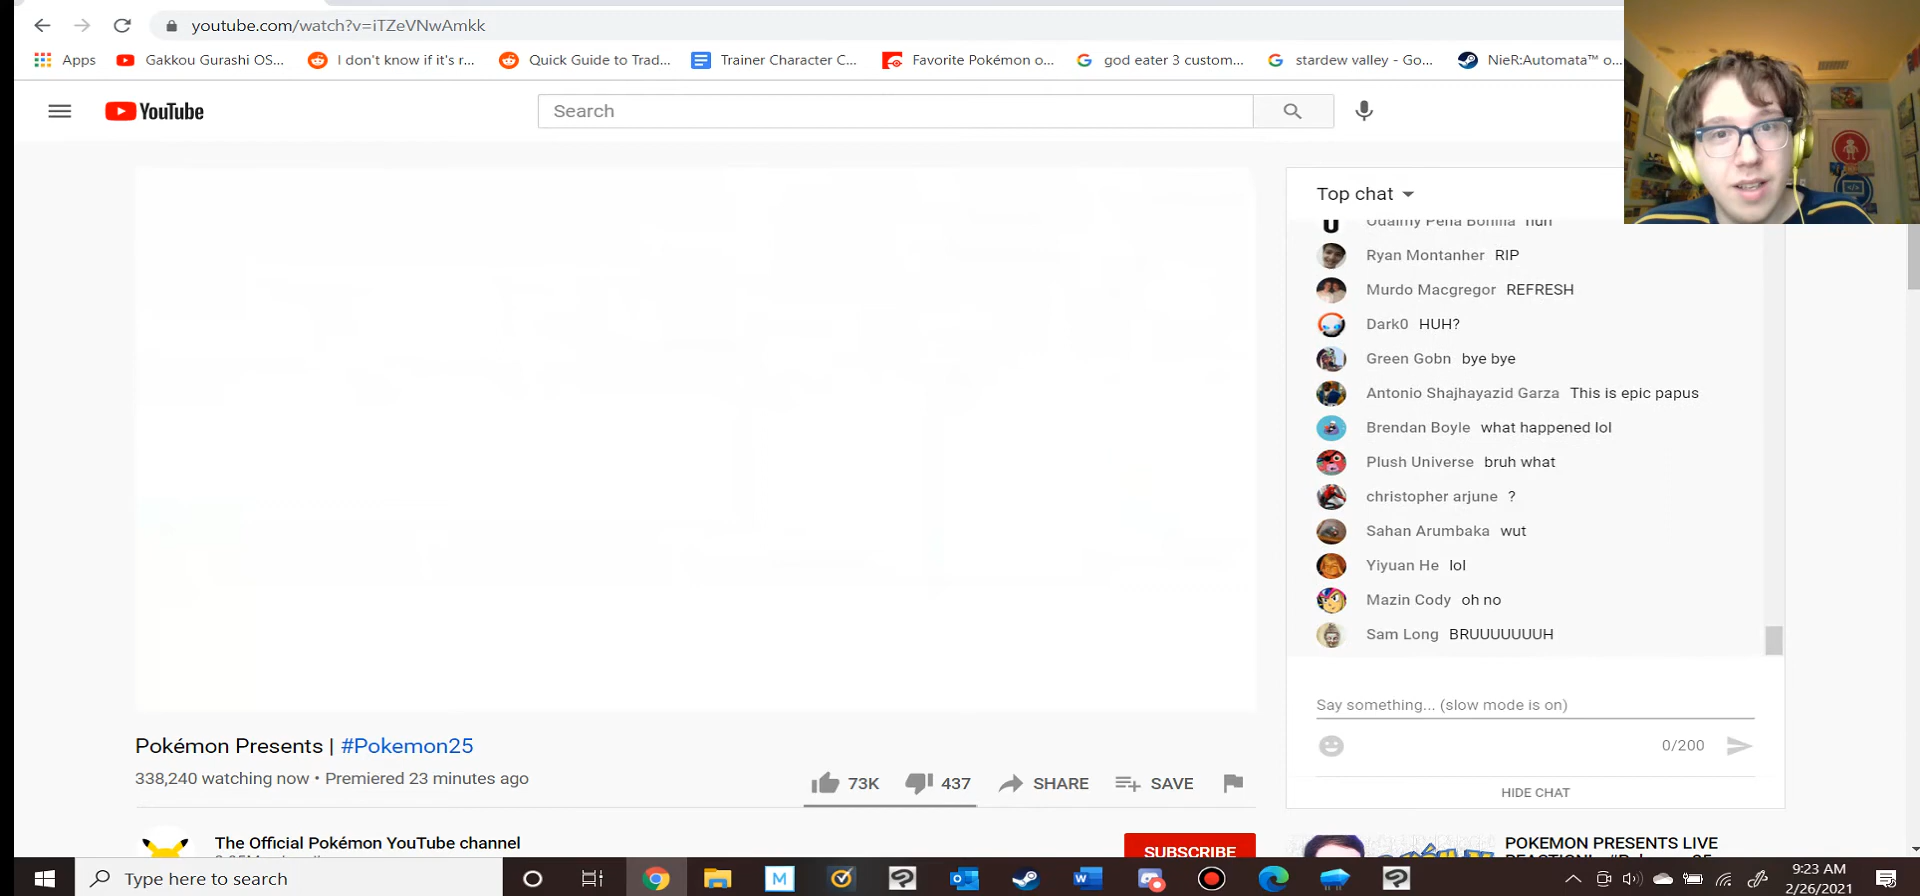 youtube.com/watch?v=iTZeVNwAmkk
Apps
Gakkou Gurashi OS...
I don't know if it's r...
Quick Guide to Trad...
Trainer Character C...
Favorite Pokémon o...
god eater 3 custom...
stardew valley - Go...
NieR:Automata™ o...
YouTube
Search
Top chat
Ryan Montanher RIP
Murdo Macgregor REFRESH
Dark0 HUH?
Green Gobn bye bye
Antonio Shajhayazid Garza This is epic papus
Brendan Boyle what happened lol
Plush Universe bruh what
christopher arjune ?
Sahan Arumbaka wut
Yiyuan He lol
Mazin Cody oh no
Sam Long BRUUUUUUUH
Say something... (slow mode is on)
0/200
HIDE CHAT
Pokémon Presents | #Pokemon25
338,240 watching now • Premiered 23 minutes ago
73K
437
SHARE
SAVE
The Official Pokémon YouTube channel
SUBSCRIBE
POKEMON PRESENTS LIVE
Type here to search
9:23 AM
2/26/2021